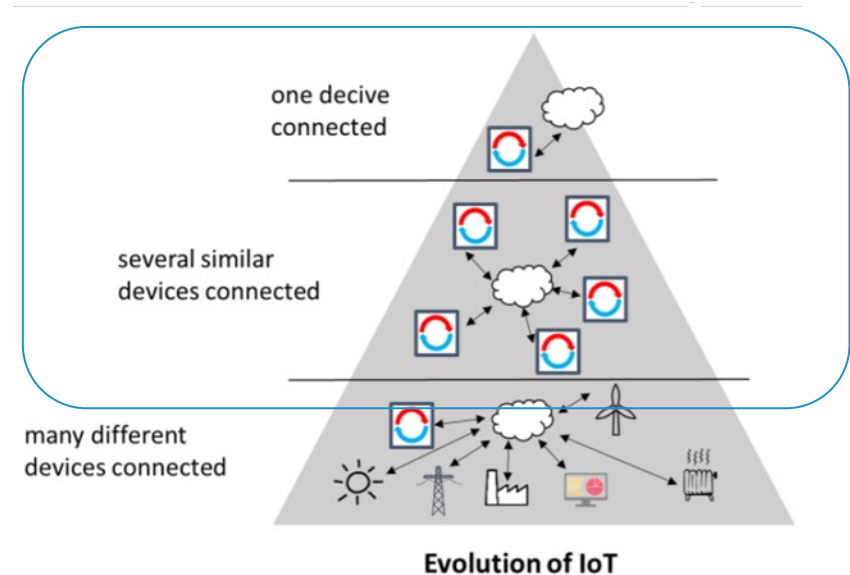 one decive
connected
several similar
devices connected
many different
devices connected
Evolution of IoT